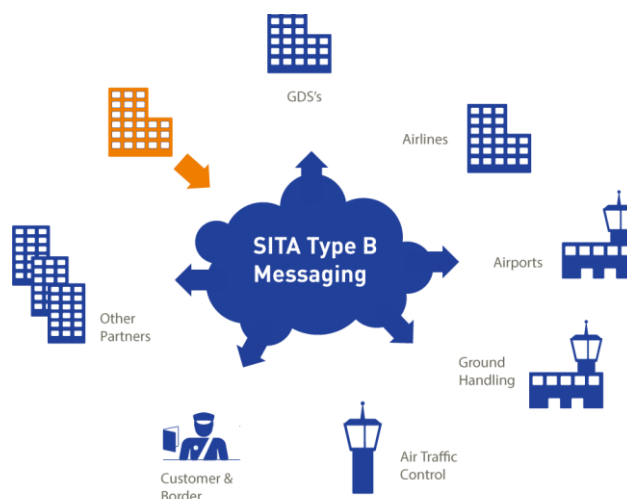 GDS's
Airlines
SITA Type B
Messaging
Airports
Other
Partners
Ground
Handling
Air Traffic
Control
Customer &
Border